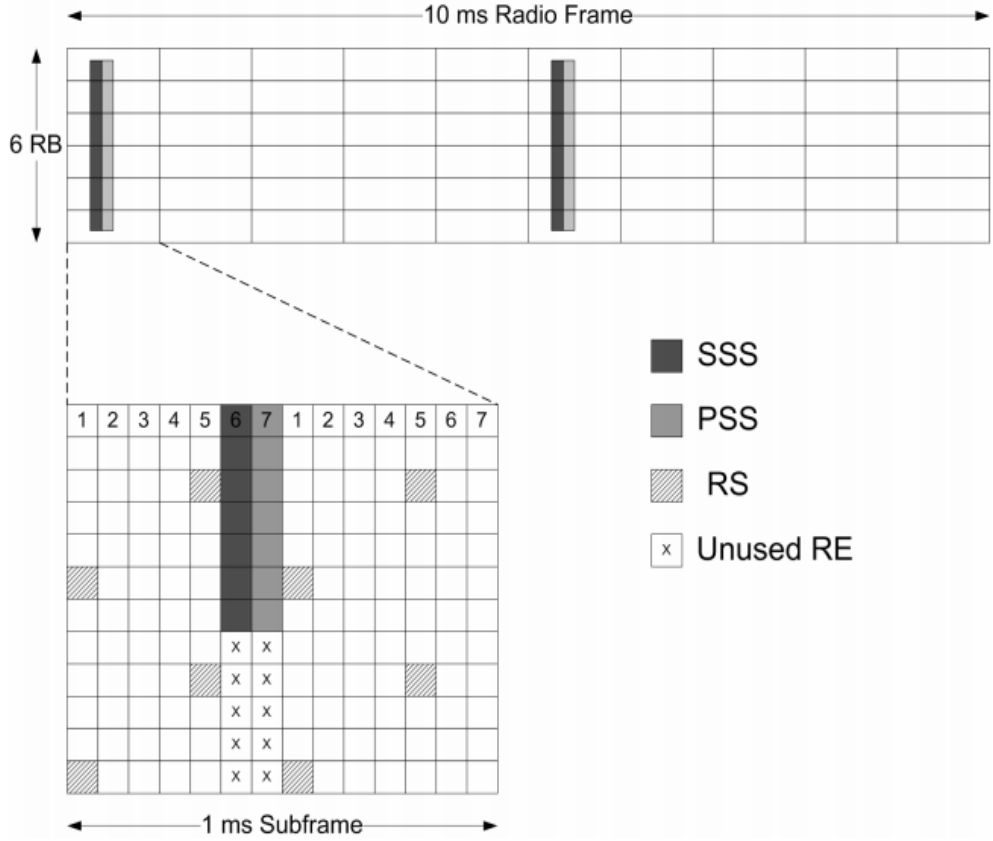 10 ms Radio Frame
6 RB
SSS
1 2 3 4 5 6 7 1 2 3 4 5 6 7
PSS
RS
x Unused RE
x x
x x
x x
x x
x x
1 ms Subframe